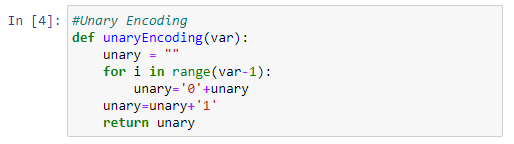 In [4]: #Unary Encoding
def unaryEncoding(var):
    unary = ""
    for i in range(var-1):
        unary='0'+unary
    unary=unary+'1'
    return unary